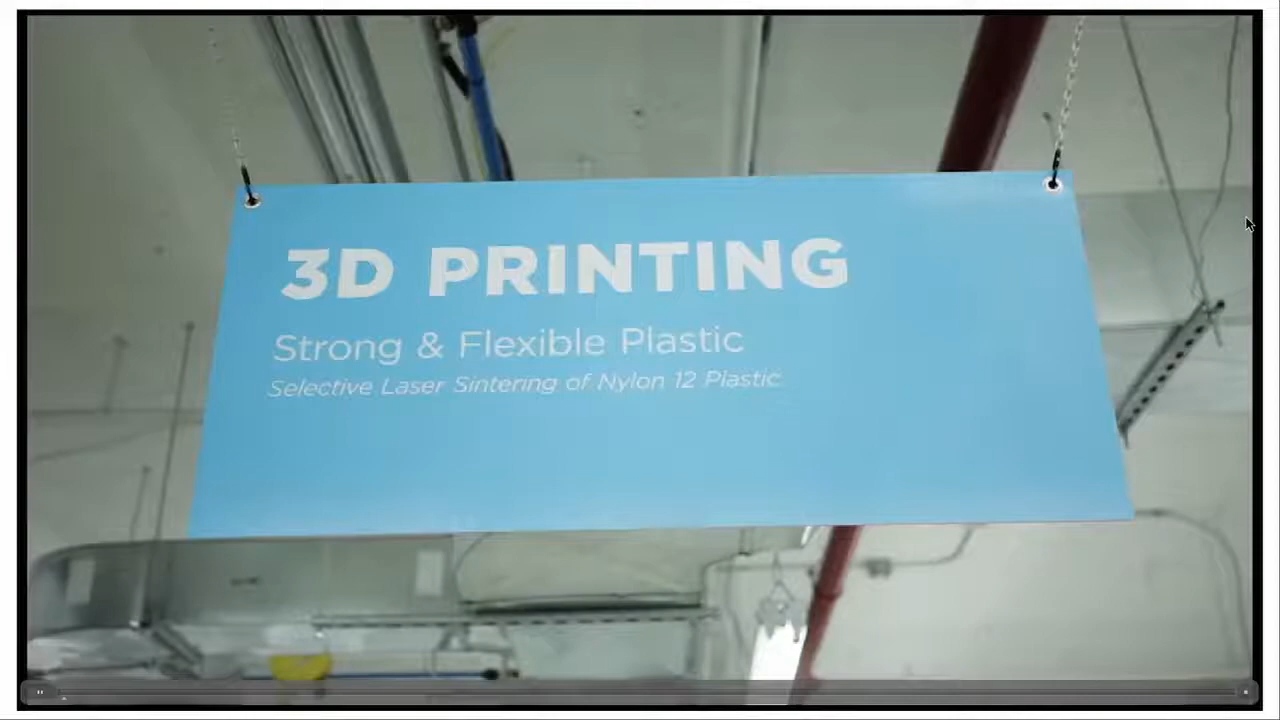 3D PRINTING
Strong & Flexible Plastic
Selective Laser Sintering of Nylon 12 Plastic